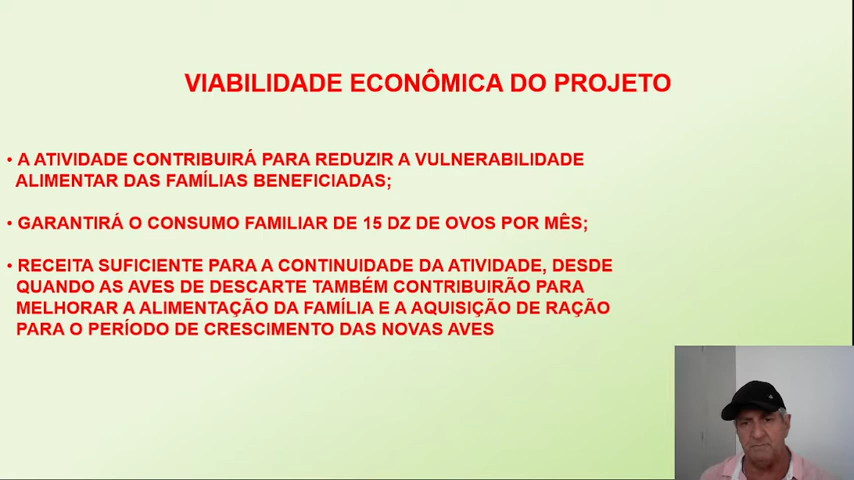 VIABILIDADE ECONÔMICA DO PROJETO
• A ATIVIDADE CONTRIBUIRÁ PARA REDUZIR A VULNERABILIDADE
ALIMENTAR DAS FAMÍLIAS BENEFICIADAS;
• GARANTIRÁ O CONSUMO FAMILIAR DE 15 DZ DE OVOS POR MÊS;
• RECEITA SUFICIENTE PARA A CONTINUIDADE DA ATIVIDADE, DESDE
QUANDO AS AVES DE DESCARTE TAMBÉM CONTRIBUIRÃO PARA
MELHORAR A ALIMENTAÇÃO DA FAMÍLIA E A AQUISIÇÃO DE RAÇÃO
PARA O PERÍODO DE CRESCIMENTO DAS NOVAS AVES